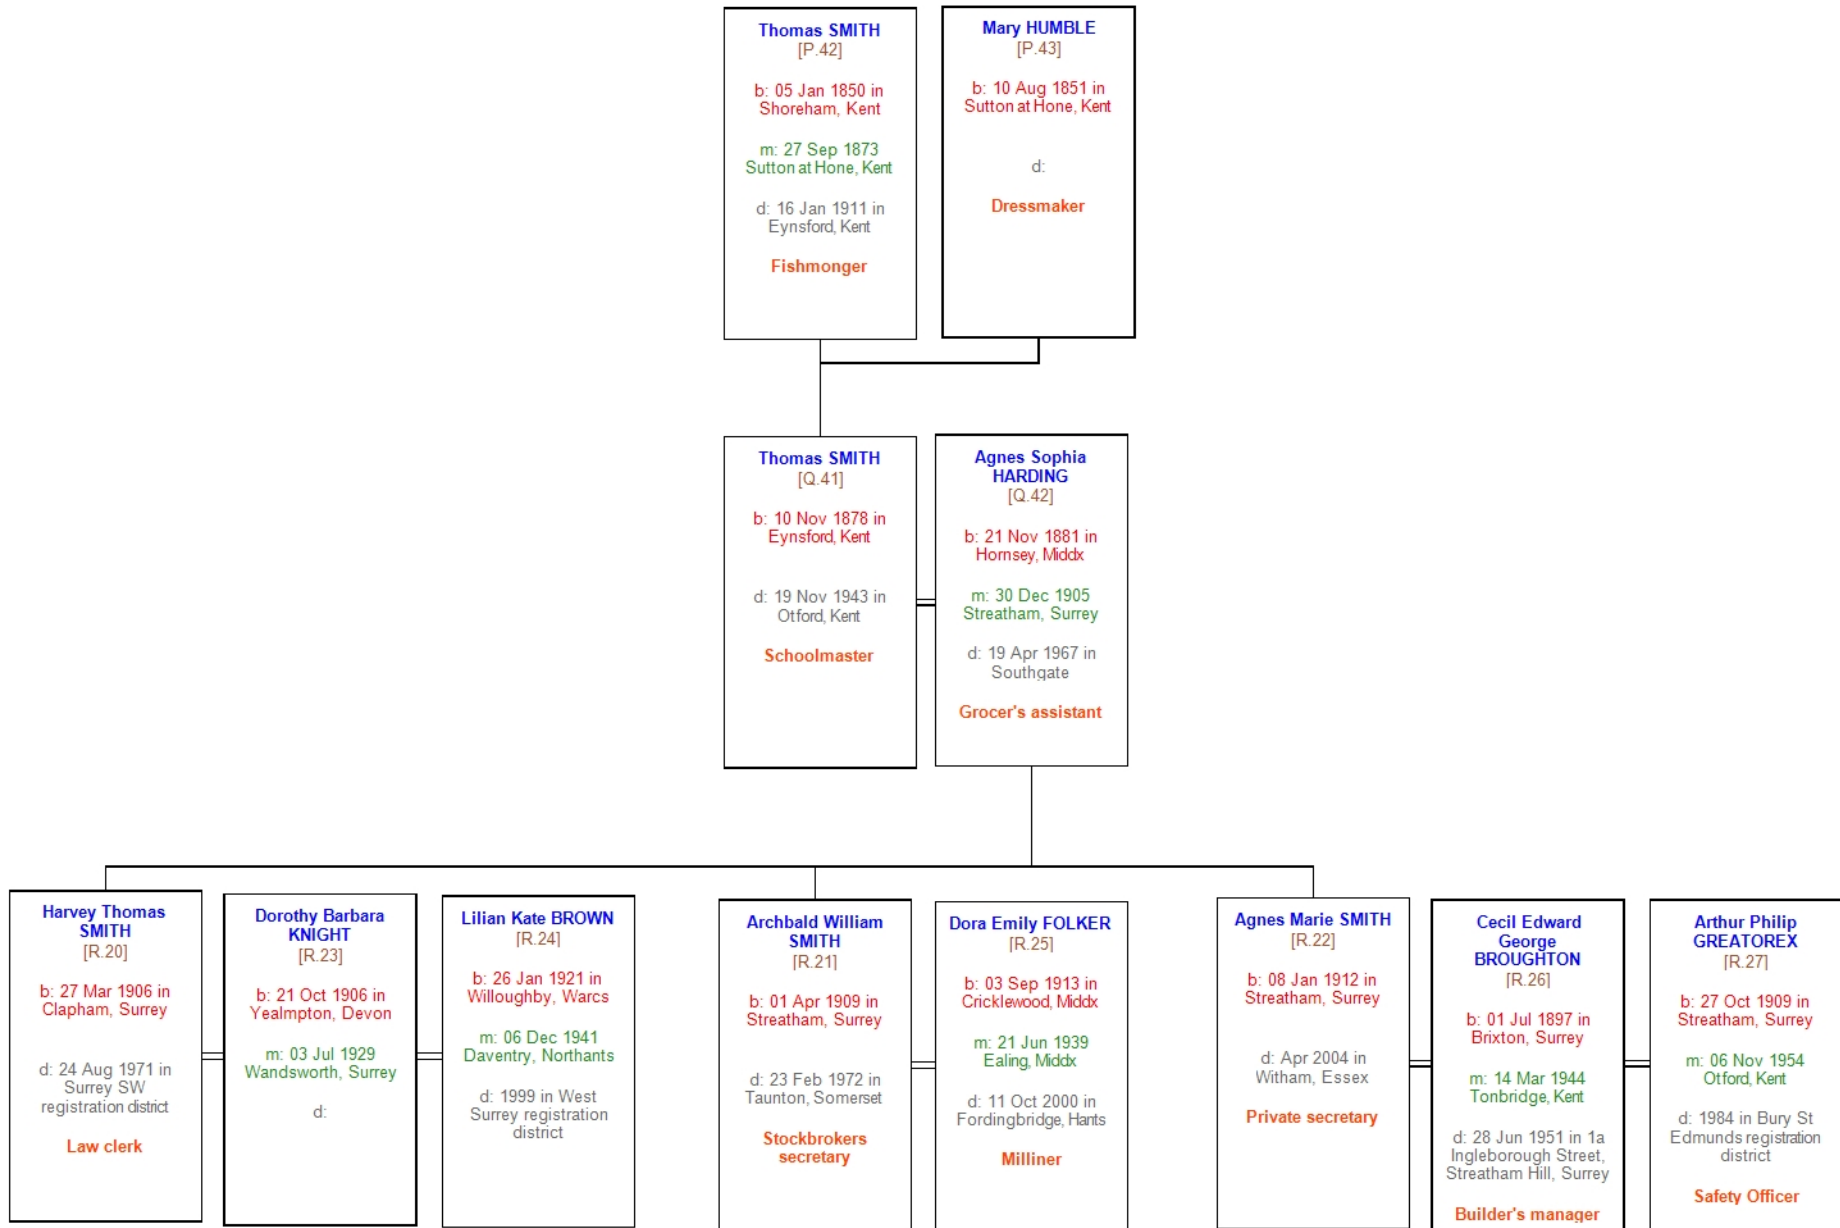 Thomas SMITH
[P.42]
b: 05 Jan 1850 in
Shoreham, Kent
m: 27 Sep 1873
Sutton at Hone, Kent
d: 16 Jan 1911 in
Eynsford, Kent
Fishmonger
Mary HUMBLE
[P.43]
b: 10 Aug 1851 in
Sutton at Hone, Kent
d:
Dressmaker
Thomas SMITH
[Q.41]
b: 10 Nov 1878 in
Eynsford, Kent
d: 19 Nov 1943 in
Otford, Kent
Schoolmaster
Agnes Sophia
HARDING
[Q.42]
b: 21 Nov 1881 in
Hornsey, Middx
m: 30 Dec 1905
Streatham, Surrey
d: 19 Apr 1967 in
Southgate
Grocer's assistant
Harvey Thomas
SMITH
[R.20]
b: 27 Mar 1906 in
Clapham, Surrey
d: 24 Aug 1971 in
Surrey SW
registration district
Law clerk
Dorothy Barbara
KNIGHT
[R.23]
b: 21 Oct 1906 in
Yealmpton, Devon
m: 03 Jul 1929
Wandsworth, Surrey
d:
Lilian Kate BROWN
[R.24]
b: 26 Jan 1921 in
Willoughby, Warcs
m: 06 Dec 1941
Daventry, Northants
d: 1999 in West
Surrey registration
district
Archbald William
SMITH
[R.21]
b: 01 Apr 1909 in
Streatham, Surrey
d: 23 Feb 1972 in
Taunton, Somerset
Stockbrokers
secretary
Dora Emily FOLKER
[R.25]
b: 03 Sep 1913 in
Cricklewood, Middx
m: 21 Jun 1939
Ealing, Middx
d: 11 Oct 2000 in
Fordingbridge, Hants
Milliner
Agnes Marie SMITH
[R.22]
b: 08 Jan 1912 in
Streatham, Surrey
d: Apr 2004 in
Witham, Essex
Private secretary
Cecil Edward
George
BROUGHTON
[R.26]
b: 01 Jul 1897 in
Brixton, Surrey
m: 14 Mar 1944
Tonbridge, Kent
d: 28 Jun 1951 in 1a
Ingleborough Street,
Streatham Hill, Surrey
Builder's manager
Arthur Philip
GREATOREX
[R.27]
b: 27 Oct 1909 in
Streatham, Surrey
m: 06 Nov 1954
Otford, Kent
d: 1984 in Bury St
Edmunds registration
district
Safety Officer